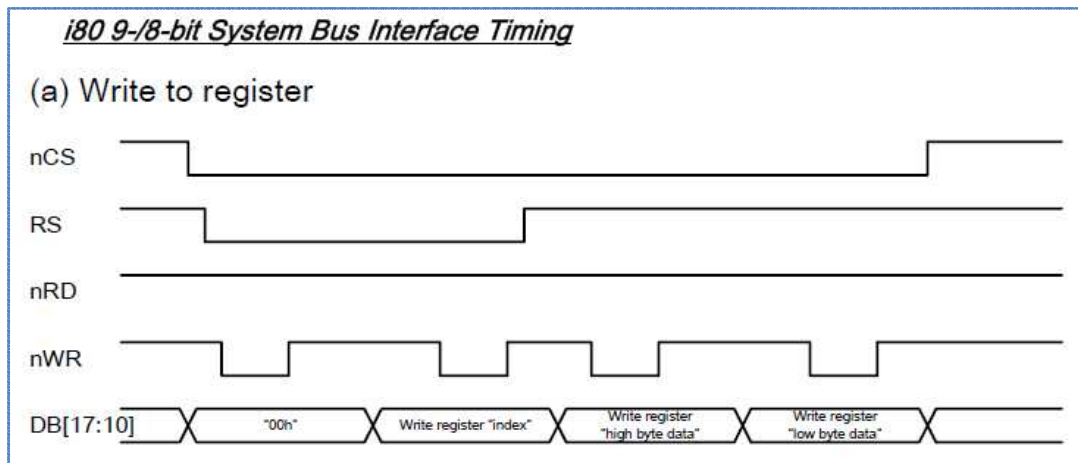 i80 9-/8-bit System Bus Interface Timing
(a) Write to register
nCS
RS
nRD
nWR
DB[17:10]
"00h"
Write register "index"
Write register
"high byte data"
Write register
"low byte data"